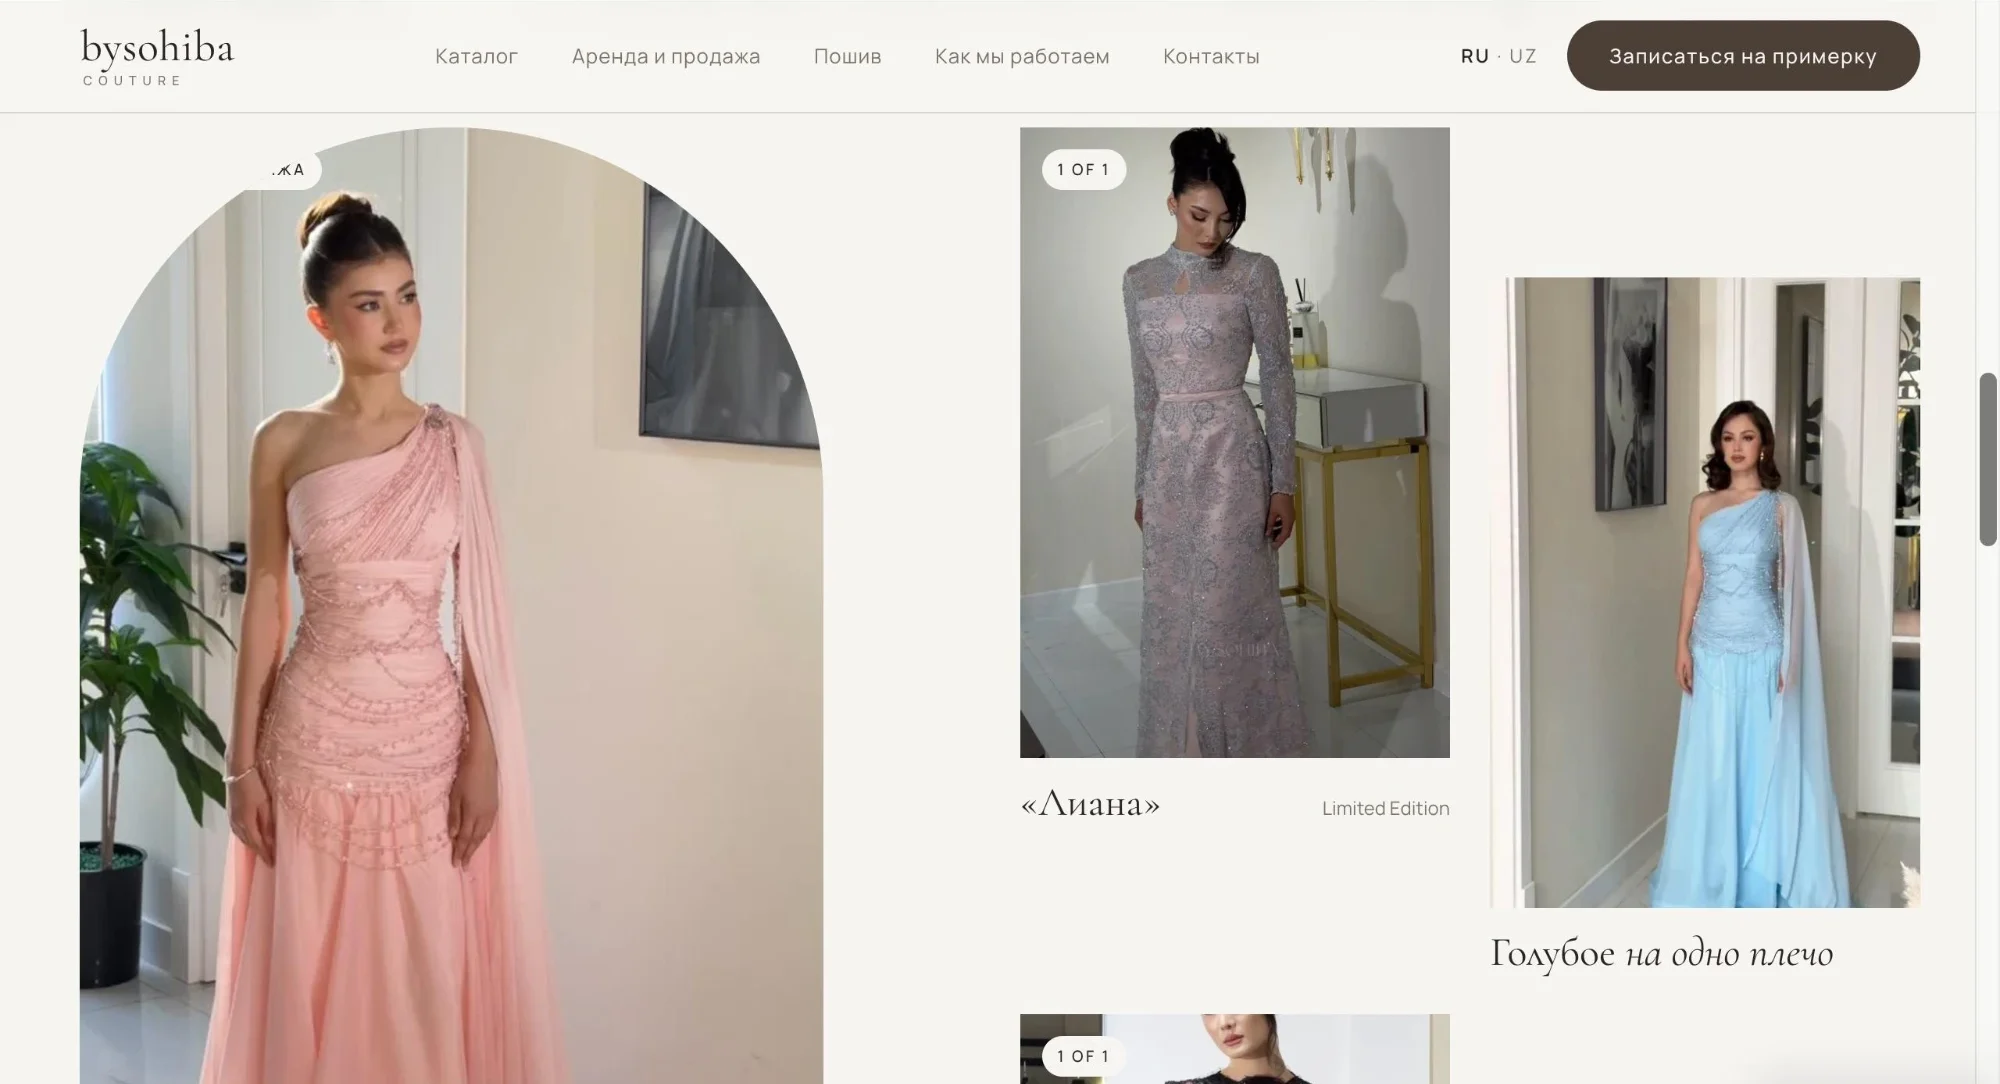 bysohiba
COUTURE
Каталог
Аренда и продажа
Пошив
Как мы работаем
Контакты
RU · UZ
Записаться на примерку
1 OF 1
«Лиана»
Limited Edition
Голубое на одно плечо
1 OF 1